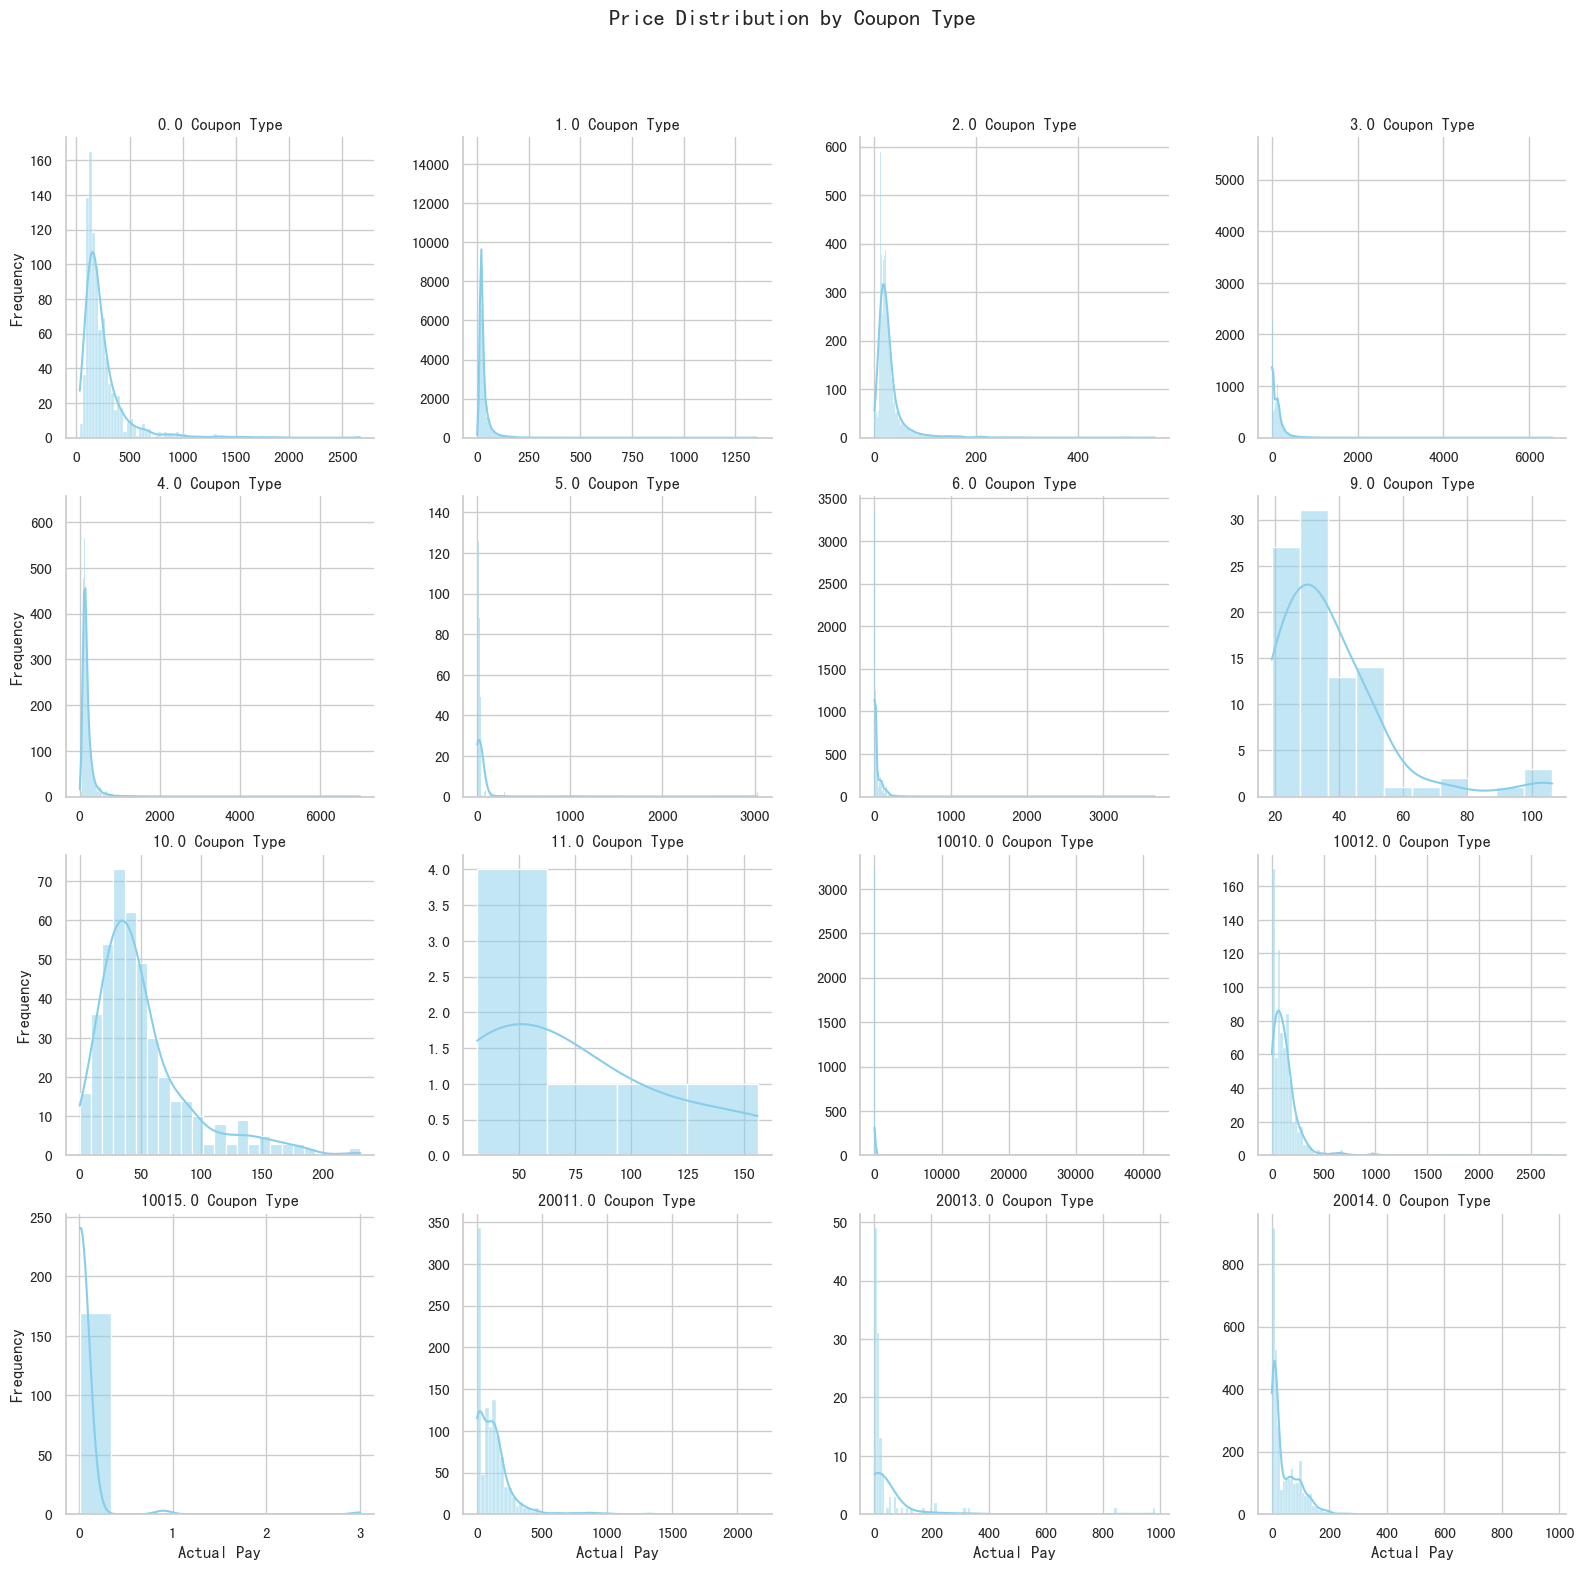 Price Distribution by Coupon Type
0.0 Coupon Type
Frequency
160
140
120
100
80
60
40
20
0
0 500 1000 1500 2000 2500
1.0 Coupon Type
14000
12000
10000
8000
6000
4000
2000
0
0 250 500 750 1000 1250
2.0 Coupon Type
600
500
400
300
200
100
0
0 200 400
3.0 Coupon Type
5000
4000
3000
2000
1000
0
0 2000 4000 6000
4.0 Coupon Type
Frequency
600
500
400
300
200
100
0
0 2000 4000 6000
5.0 Coupon Type
140
120
100
80
60
40
20
0
0 1000 2000 3000
6.0 Coupon Type
3500
3000
2500
2000
1500
1000
500
0
0 1000 2000 3000
9.0 Coupon Type
30
25
20
15
10
5
0
20 40 60 80 100
10.0 Coupon Type
Frequency
70
60
50
40
30
20
10
0
0 50 100 150 200
11.0 Coupon Type
4.0
3.5
3.0
2.5
2.0
1.5
1.0
0.5
0.0
50 75 100 125 150
10010.0 Coupon Type
3000
2500
2000
1500
1000
500
0
0 10000 20000 30000 40000
10012.0 Coupon Type
160
140
120
100
80
60
40
20
0
0 500 1000 1500 2000 2500
10015.0 Coupon Type
Frequency
250
200
150
100
50
0
0 1 2 3
Actual Pay
20011.0 Coupon Type
350
300
250
200
150
100
50
0
0 500 1000 1500 2000
Actual Pay
20013.0 Coupon Type
50
40
30
20
10
0
0 200 400 600 800 1000
Actual Pay
20014.0 Coupon Type
800
600
400
200
0
0 200 400 600 800 1000
Actual Pay